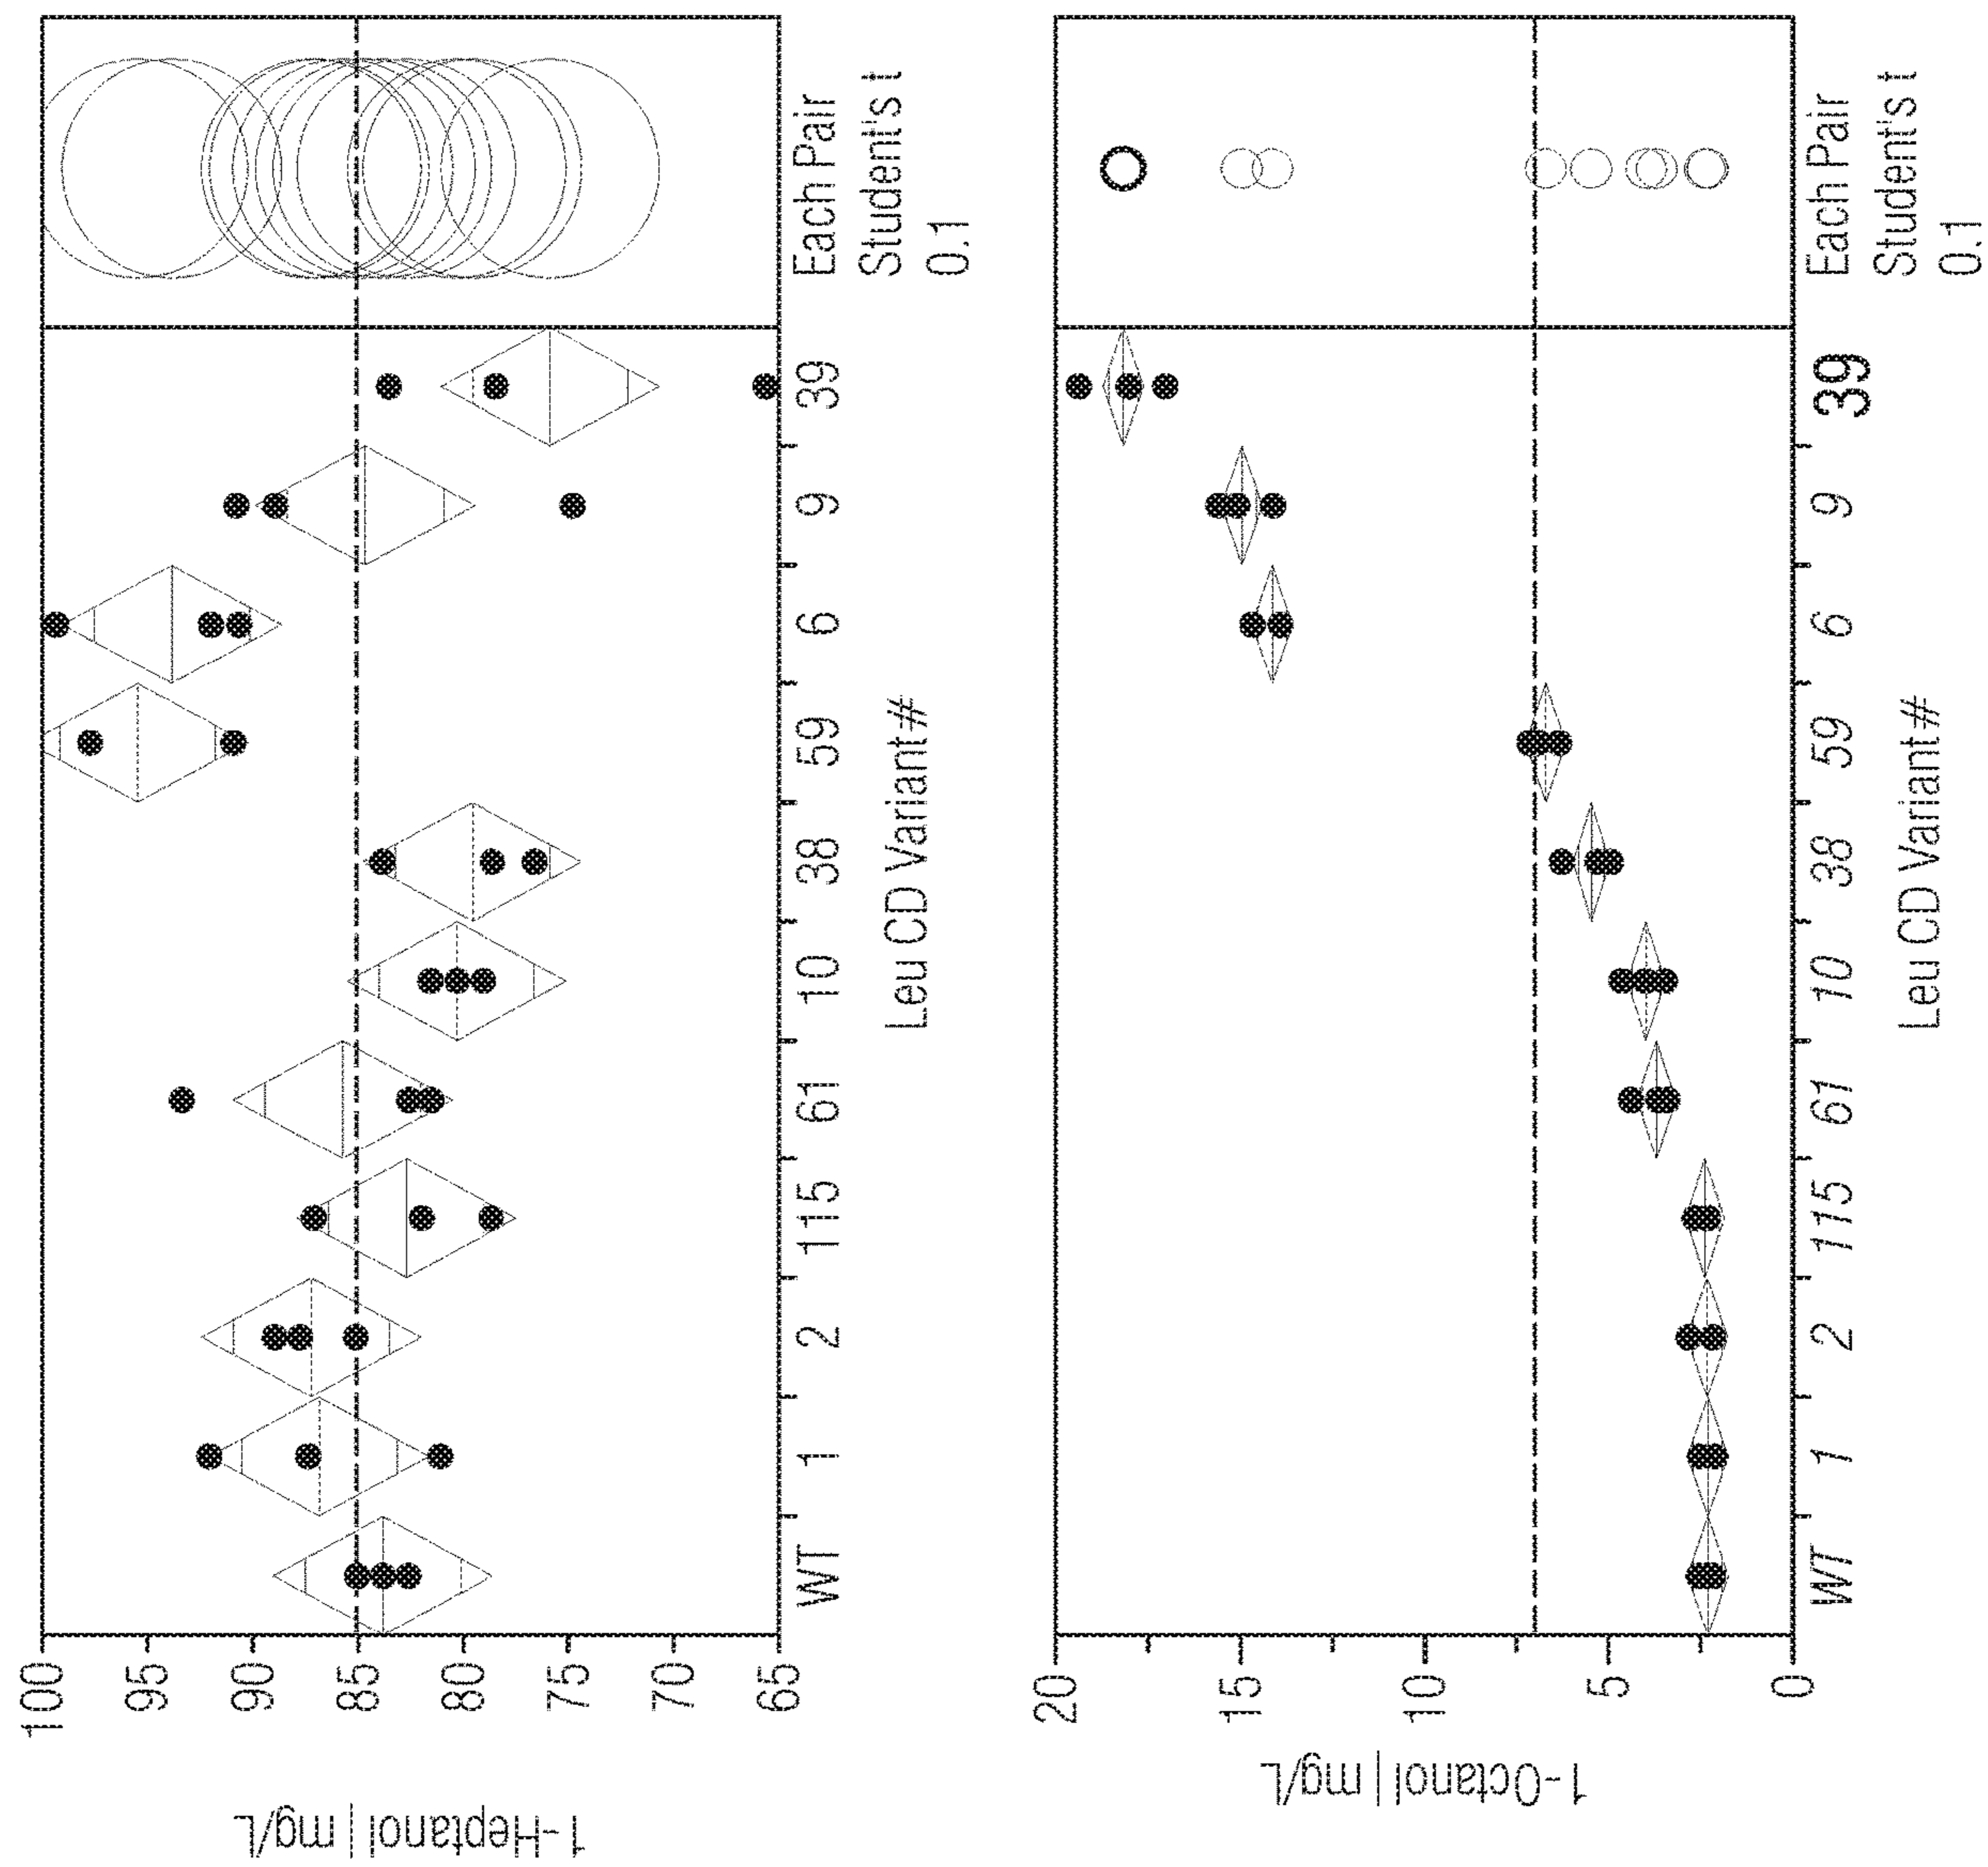 1-Heptanol | mg/L
100
95
90
85
80
75
70
65
WT 1 2 115 61 10 38 59 6 9 39
Each Pair
Student's t
0.1
Leu CD Variant#
1-Octanol | mg/L
20
15
10
5
0
WT 1 2 115 61 10 38 59 6 9 39
Each Pair
Student's t
0.1
Leu CD Variant#